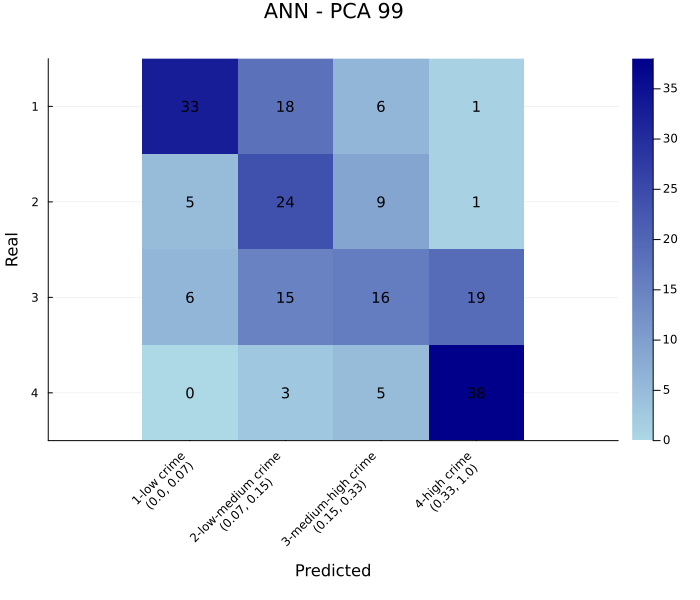 ANN - PCA 99
1 33 18 6 1
2 5 24 9 1
3 6 15 16 19
4 0 3 5 38
Real
1-low crime
(0.0, 0.07)
2-low-medium crime
(0.07, 0.15)
3-medium-high crime
(0.15, 0.33)
4-high crime
(0.33, 1.0)
Predicted
35
30
25
20
15
10
5
0